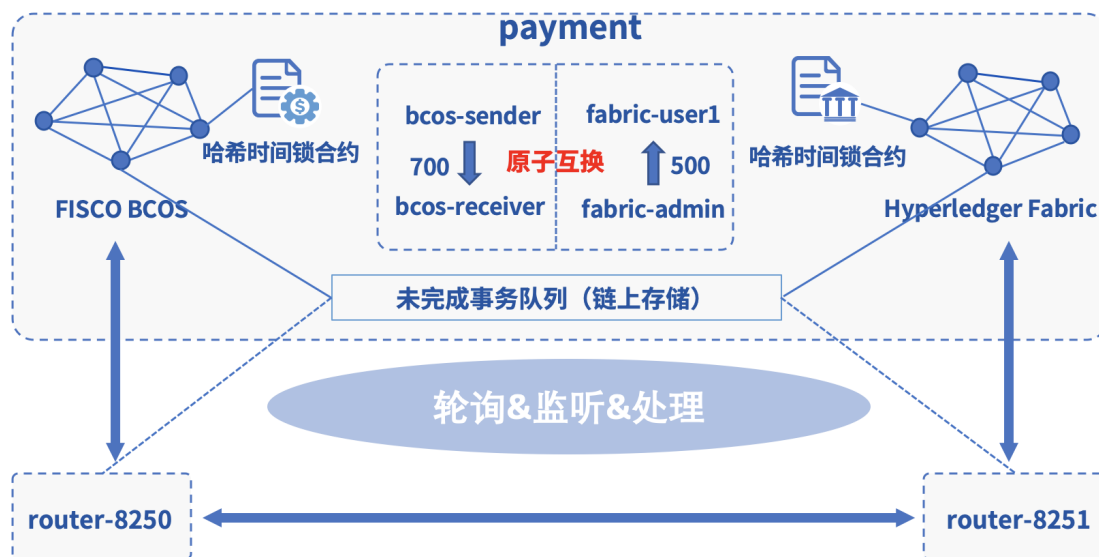 payment
bcos-sender
fabric-user1
哈希时间锁合约
700
原子互换
500
哈希时间锁合约
FISCO BCOS
bcos-receiver
fabric-admin
Hyperledger Fabric
未完成事务队列（链上存储）
轮询&监听&处理
router-8250
router-8251